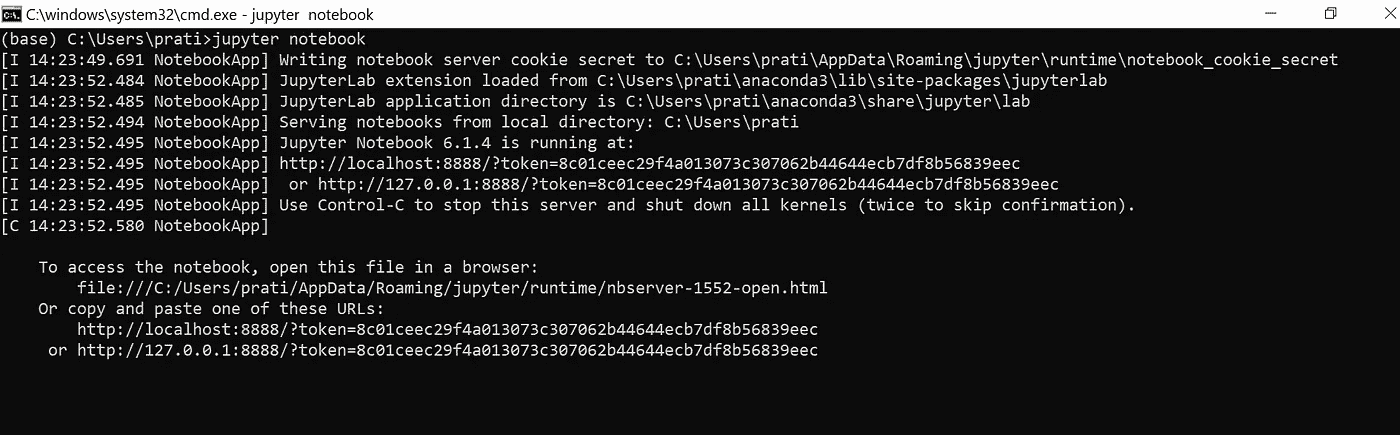 C:\windows\system32\cmd.exe - jupyter  notebook
(base) C:\Users\prati>jupyter notebook
[I 14:23:49.691 NotebookApp] Writing notebook server cookie secret to C:\Users\prati\AppData\Roaming\jupyter\runtime\notebook_cookie_secret
[I 14:23:52.484 NotebookApp] JupyterLab extension loaded from C:\Users\prati\anaconda3\lib\site-packages\jupyterlab
[I 14:23:52.485 NotebookApp] JupyterLab application directory is C:\Users\prati\anaconda3\share\jupyter\lab
[I 14:23:52.494 NotebookApp] Serving notebooks from local directory: C:\Users\prati
[I 14:23:52.495 NotebookApp] Jupyter Notebook 6.1.4 is running at:
[I 14:23:52.495 NotebookApp] http://localhost:8888/?token=8c01ceec29f4a013073c307062b44644ecb7df8b56839eec
[I 14:23:52.495 NotebookApp]  or http://127.0.0.1:8888/?token=8c01ceec29f4a013073c307062b44644ecb7df8b56839eec
[I 14:23:52.495 NotebookApp] Use Control-C to stop this server and shut down all kernels (twice to skip confirmation).
[C 14:23:52.580 NotebookApp]
To access the notebook, open this file in a browser:
file:///C:/Users/prati/AppData/Roaming/jupyter/runtime/nbserver-1552-open.html
Or copy and paste one of these URLs:
http://localhost:8888/?token=8c01ceec29f4a013073c307062b44644ecb7df8b56839eec
or http://127.0.0.1:8888/?token=8c01ceec29f4a013073c307062b44644ecb7df8b56839eec